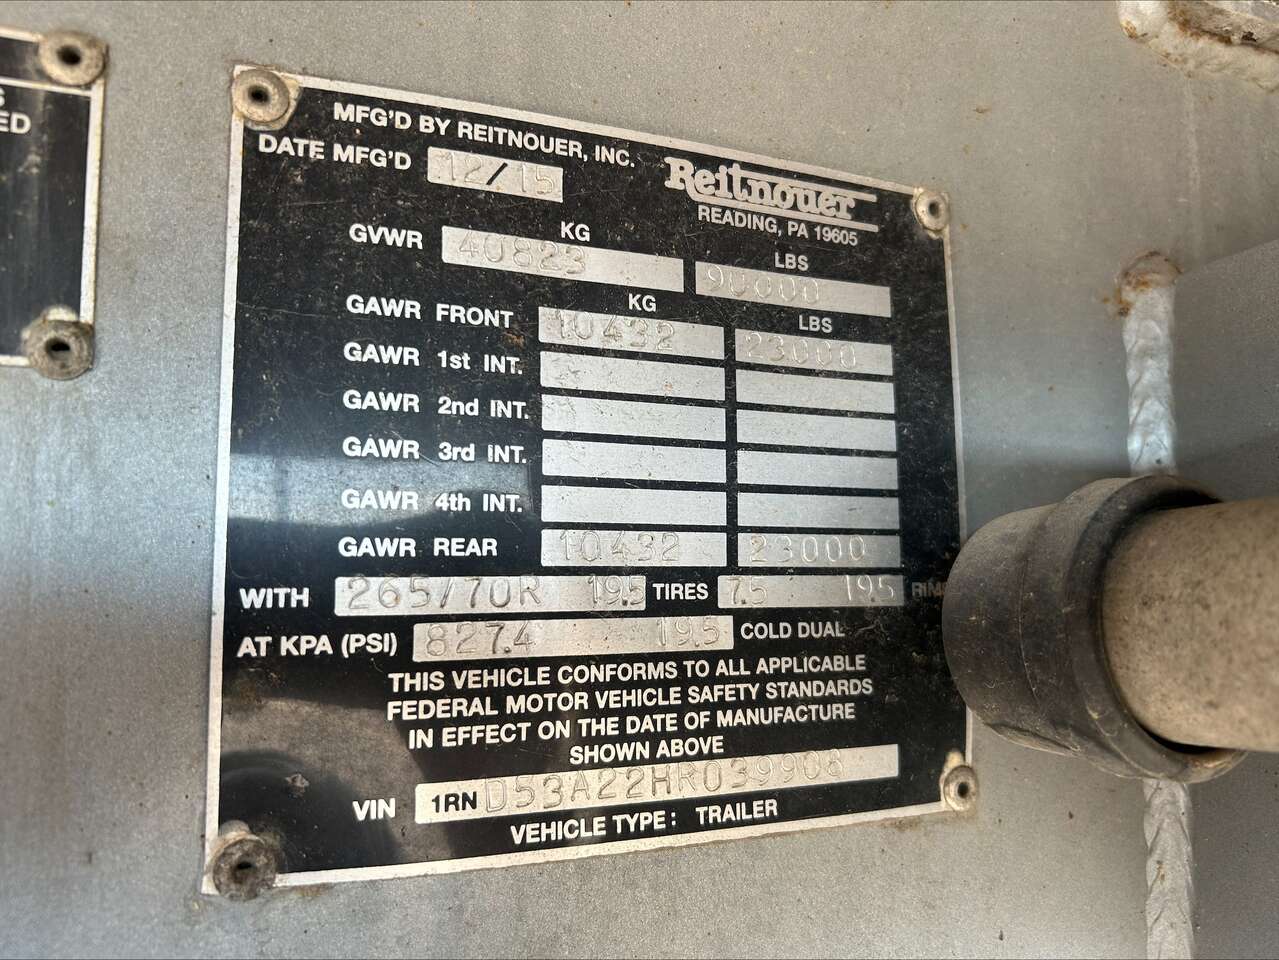 S
ED
MFG'D BY REITNOUER, INC.
DATE MFG'D 12/15
Reitnouer
READING, PA 19605
KG LBS
GVWR 40823 90000
KG LBS
GAWR FRONT 10432 23000
GAWR 1st INT.
GAWR 2nd INT.
GAWR 3rd INT.
GAWR 4th INT.
GAWR REAR 10432 23000
WITH 265/70R 19.5 TIRES 7.5 19.5 RIMS
AT KPA (PSI) 827.4 19.5 COLD DUAL
THIS VEHICLE CONFORMS TO ALL APPLICABLE
FEDERAL MOTOR VEHICLE SAFETY STANDARDS
IN EFFECT ON THE DATE OF MANUFACTURE
SHOWN ABOVE
VIN 1RN D53A22HR039908
VEHICLE TYPE: TRAILER